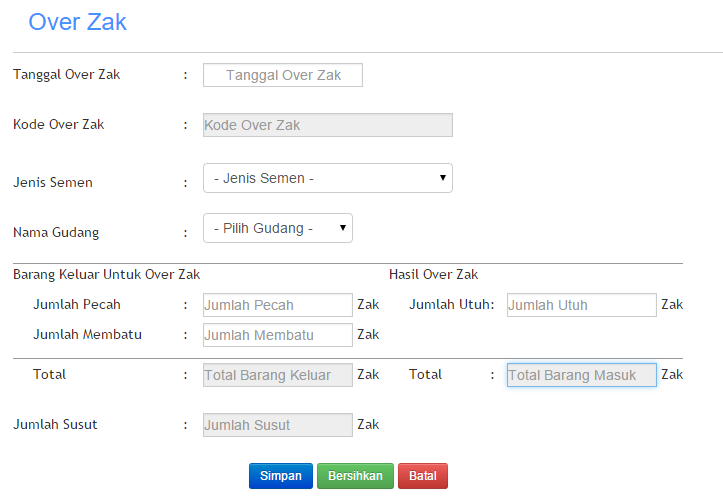 Over Zak
Tanggal Over Zak : Tanggal Over Zak
Kode Over Zak : Kode Over Zak
Jenis Semen : - Jenis Semen -
Nama Gudang : - Pilih Gudang -
Barang Keluar Untuk Over Zak Hasil Over Zak
Jumlah Pecah : Jumlah Pecah Zak Jumlah Utuh: Jumlah Utuh Zak
Jumlah Membatu : Jumlah Membatu Zak
Total : Total Barang Keluar Zak Total : Total Barang Masuk Zak
Jumlah Susut : Jumlah Susut Zak
Simpan Bersihkan Batal